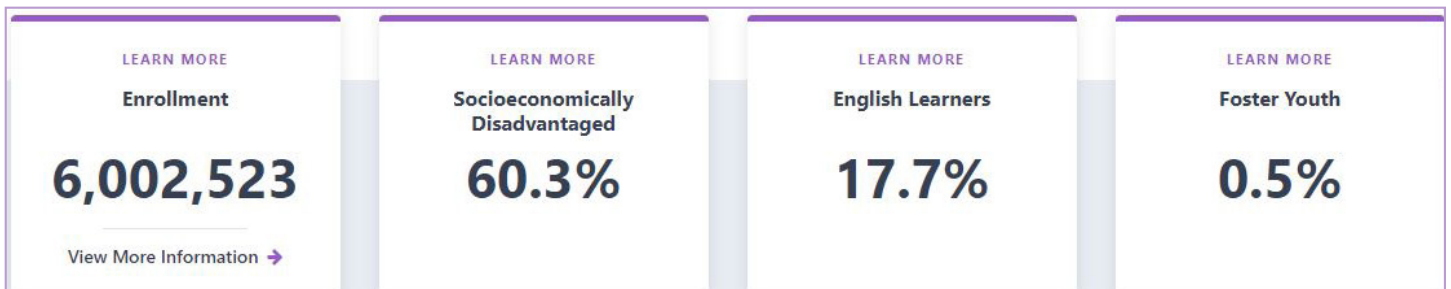 LEARN MORE
Enrollment
6,002,523
View More Information
LEARN MORE
Socioeconomically
Disadvantaged
60.3%
LEARN MORE
English Learners
17.7%
LEARN MORE
Foster Youth
0.5%